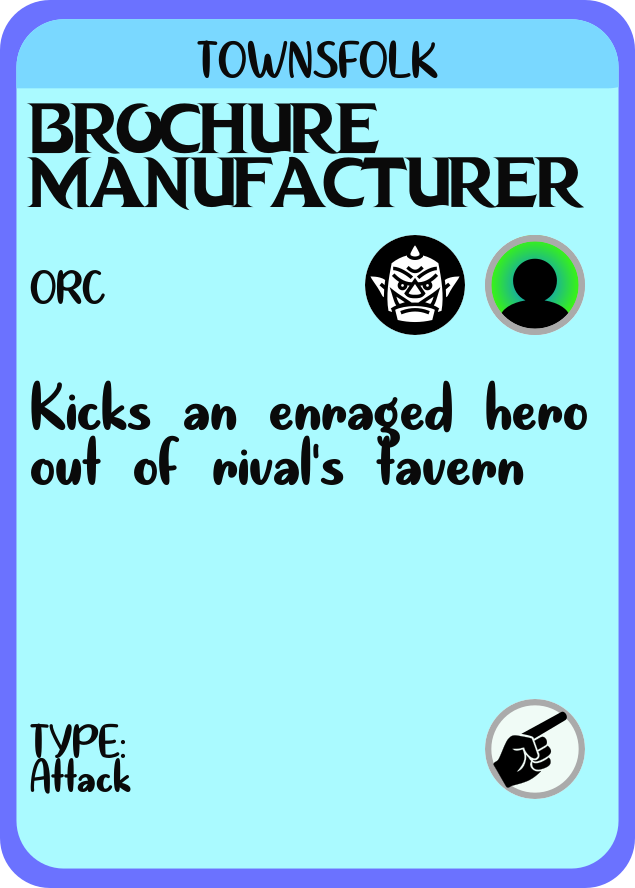 TOWNSFOLK
BROCHURE
MANUFACTURER
ORC
Kicks an enraged hero
out of rival's tavern
TYPE:
Attack